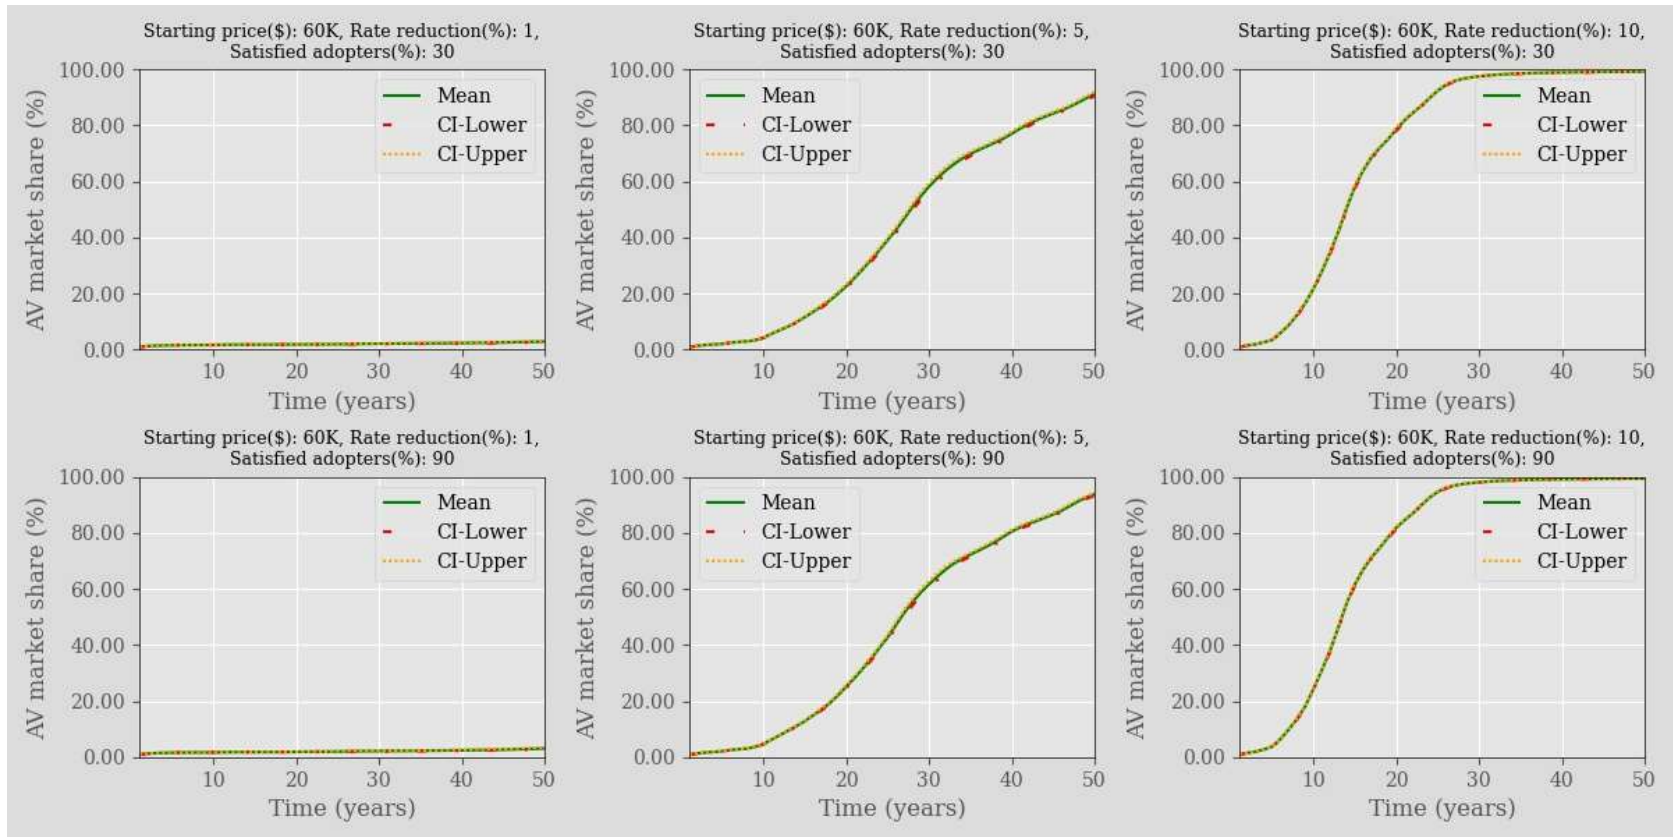 Starting price($): 60K, Rate reduction(%): 1,
Satisfied adopters(%): 30
100.00
80.00
60.00
40.00
20.00
0.00
AV market share (%)
Mean
CI-Lower
CI-Upper
10 20 30 40 50
Time (years)
Starting price($): 60K, Rate reduction(%): 5,
Satisfied adopters(%): 30
100.00
80.00
60.00
40.00
20.00
0.00
AV market share (%)
Mean
CI-Lower
CI-Upper
10 20 30 40 50
Time (years)
Starting price($): 60K, Rate reduction(%): 10,
Satisfied adopters(%): 30
100.00
80.00
60.00
40.00
20.00
0.00
AV market share (%)
Mean
CI-Lower
CI-Upper
10 20 30 40 50
Time (years)
Starting price($): 60K, Rate reduction(%): 1,
Satisfied adopters(%): 90
100.00
80.00
60.00
40.00
20.00
0.00
AV market share (%)
Mean
CI-Lower
CI-Upper
10 20 30 40 50
Time (years)
Starting price($): 60K, Rate reduction(%): 5,
Satisfied adopters(%): 90
100.00
80.00
60.00
40.00
20.00
0.00
AV market share (%)
Mean
CI-Lower
CI-Upper
10 20 30 40 50
Time (years)
Starting price($): 60K, Rate reduction(%): 10,
Satisfied adopters(%): 90
100.00
80.00
60.00
40.00
20.00
0.00
AV market share (%)
Mean
CI-Lower
CI-Upper
10 20 30 40 50
Time (years)